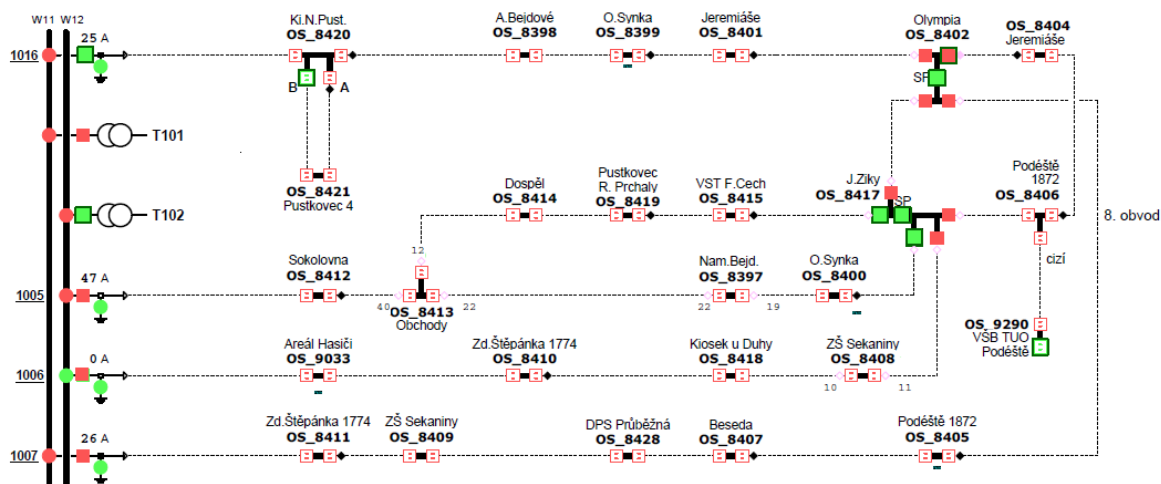 W11 W12
25 A
1016
Ki.N.Pust.
OS_8420
A.Bejdové
OS_8398
O.Synka
OS_8399
Jeremiáše
OS_8401
Olympia
OS_8402
OS_8404
Jeremiáše
B
A
SP
T101
OS_8421
Pustkovec 4
T102
Dospěl
OS_8414
Pustkovec
R. Prchaly
OS_8419
VST F.Cech
OS_8415
J.Ziky
OS_8417
SP
Podéště
1872
OS_8406
8. obvod
cizí
47 A
1005
Sokolovna
OS_8412
12
40
22
OS_8413
Obchody
Nam.Bejd.
OS_8397
22
19
O.Synka
OS_8400
OS_9290
VŠB TUO
Podéště
0 A
1006
Areál Hasiči
OS_9033
Zd.Štěpánka 1774
OS_8410
Kiosek u Duhy
OS_8418
ZŠ Sekaniny
OS_8408
10
11
26 A
1007
Zd.Štěpánka 1774
OS_8411
ZŠ Sekaniny
OS_8409
DPS Průběžná
OS_8428
Beseda
OS_8407
Podéště 1872
OS_8405